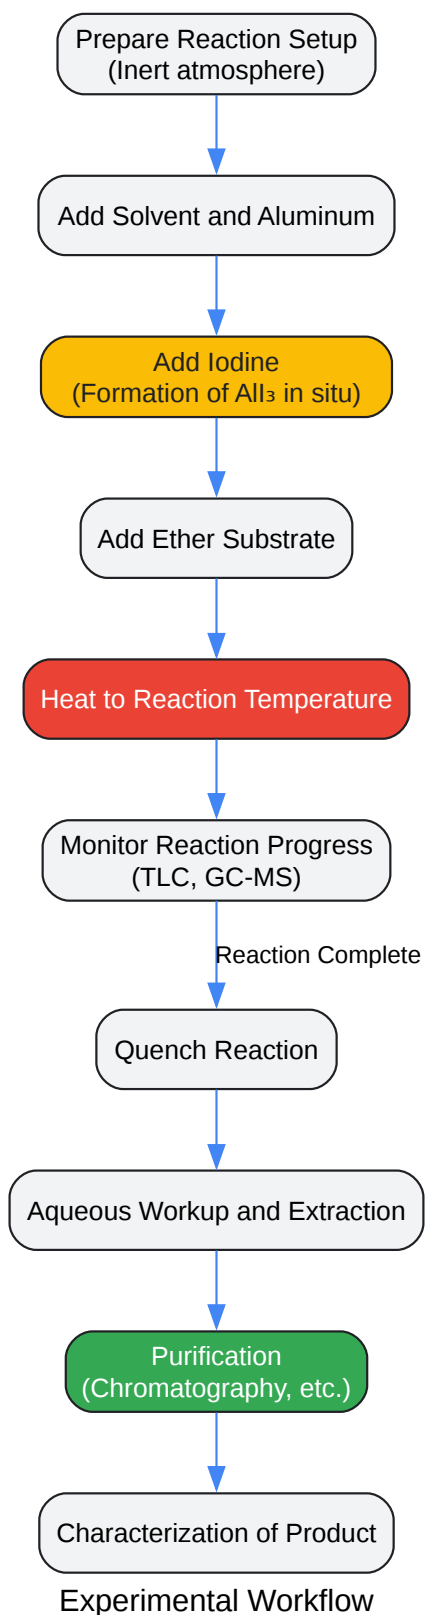 Prepare Reaction Setup
(Inert atmosphere)
Add Solvent and Aluminum
Add Iodine
(Formation of AlI₃ in situ)
Add Ether Substrate
Heat to Reaction Temperature
Monitor Reaction Progress
(TLC, GC-MS)
Reaction Complete
Quench Reaction
Aqueous Workup and Extraction
Purification
(Chromatography, etc.)
Characterization of Product
Experimental Workflow